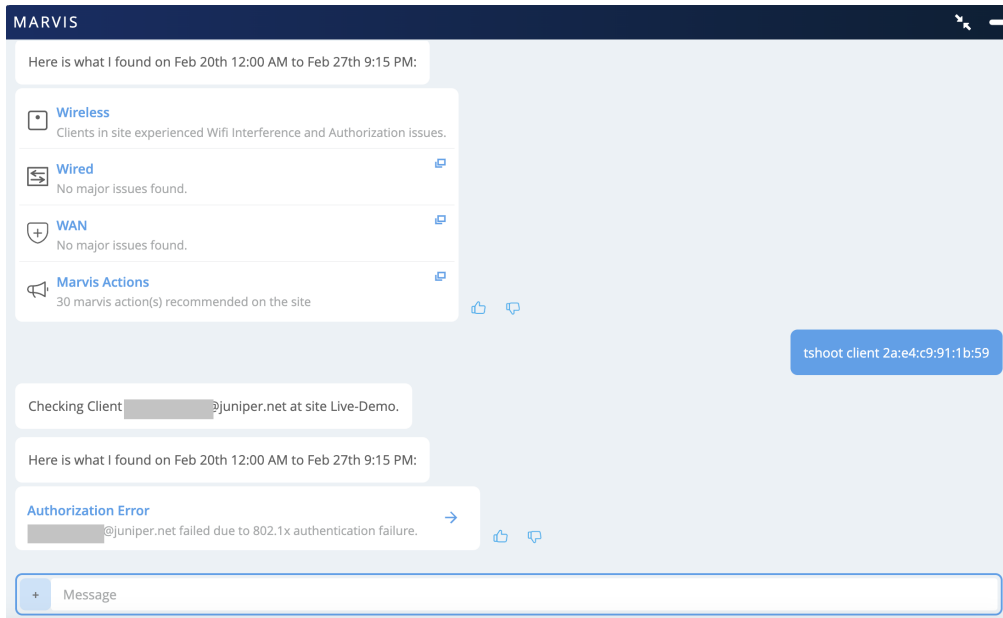 MARVIS
Here is what I found on Feb 20th 12:00 AM to Feb 27th 9:15 PM:
Wireless
Clients in site experienced Wifi Interference and Authorization issues.
Wired
No major issues found.
WAN
No major issues found.
Marvis Actions
30 marvis action(s) recommended on the site
tshoot client 2a:e4:c9:91:1b:59
Checking Client @juniper.net at site Live-Demo.
Here is what I found on Feb 20th 12:00 AM to Feb 27th 9:15 PM:
Authorization Error
@juniper.net failed due to 802.1x authentication failure.
+ Message